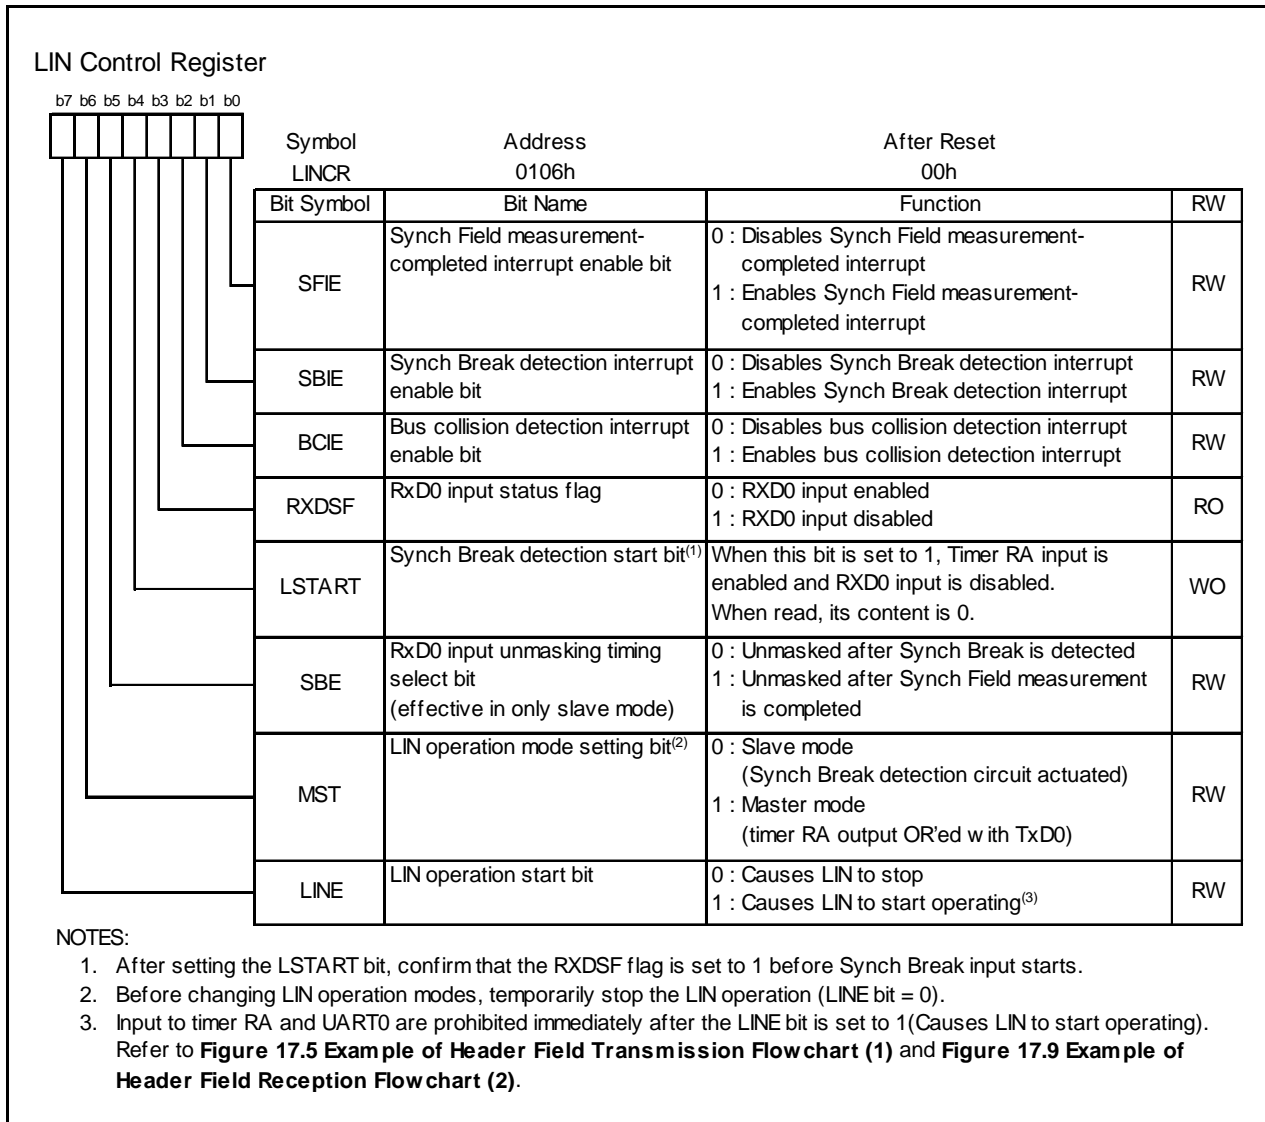 LIN Control Register
b7 b6 b5 b4 b3 b2 b1 b0
Symbol Address After Reset
LINCR 0106h 00h
Bit Symbol Bit Name Function RW
SFIE
Synch Field measurement-
completed interrupt enable bit
0 : Disables Synch Field measurement-
completed interrupt
1 : Enables Synch Field measurement-
completed interrupt
RW
SBIE
Synch Break detection interrupt
enable bit
0 : Disables Synch Break detection interrupt
1 : Enables Synch Break detection interrupt
RW
BCIE
Bus collision detection interrupt
enable bit
0 : Disables bus collision detection interrupt
1 : Enables bus collision detection interrupt
RW
RXDSF
RxD0 input status flag
0 : RXD0 input enabled
1 : RXD0 input disabled
RO
LSTART
Synch Break detection start bit(1)
When this bit is set to 1, Timer RA input is
enabled and RXD0 input is disabled.
When read, its content is 0.
WO
SBE
RxD0 input unmasking timing
select bit
(effective in only slave mode)
0 : Unmasked after Synch Break is detected
1 : Unmasked after Synch Field measurement
is completed
RW
MST
LIN operation mode setting bit(2)
0 : Slave mode
(Synch Break detection circuit actuated)
1 : Master mode
(timer RA output OR'ed with TxD0)
RW
LINE
LIN operation start bit
0 : Causes LIN to stop
1 : Causes LIN to start operating(3)
RW
NOTES:
1. After setting the LSTART bit, confirm that the RXDSF flag is set to 1 before Synch Break input starts.
2. Before changing LIN operation modes, temporarily stop the LIN operation (LINE bit = 0).
3. Input to timer RA and UART0 are prohibited immediately after the LINE bit is set to 1(Causes LIN to start operating).
Refer to Figure 17.5 Example of Header Field Transmission Flowchart (1) and Figure 17.9 Example of
Header Field Reception Flowchart (2).